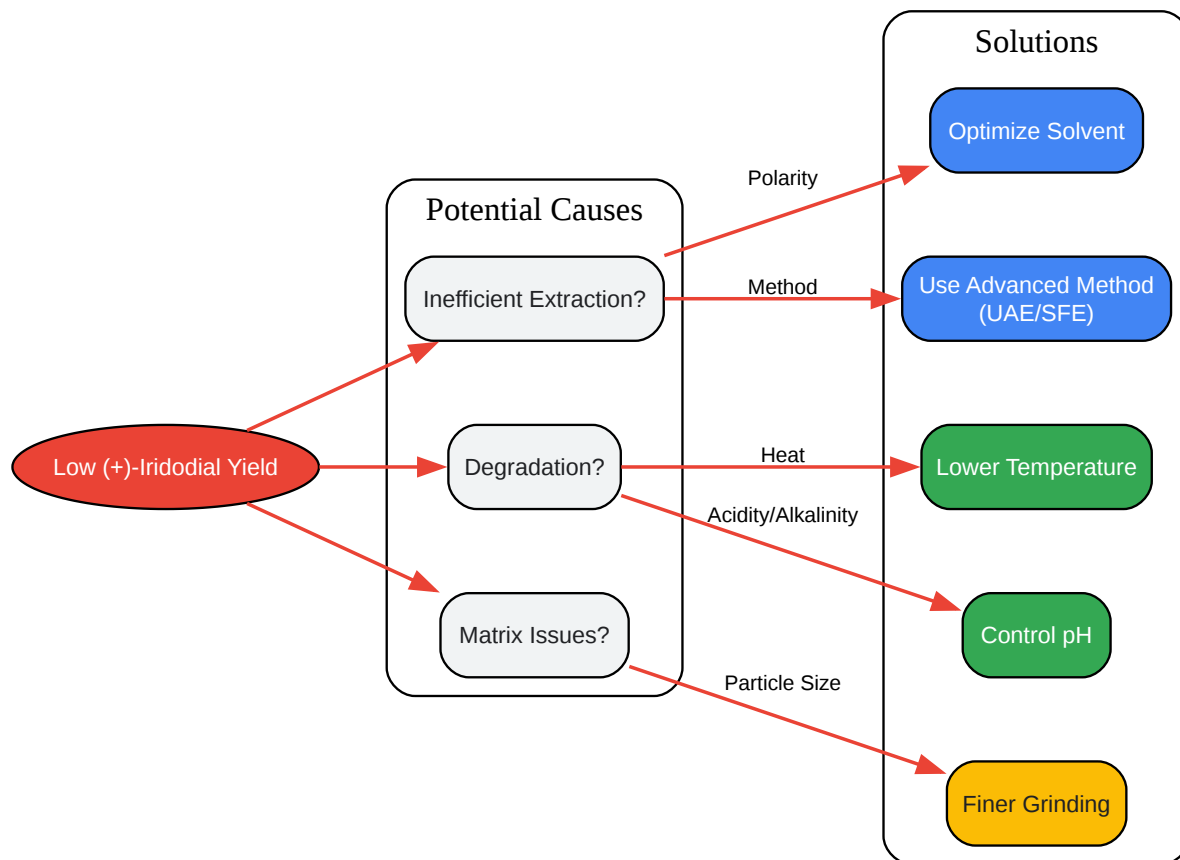 Solutions
Optimize Solvent
Polarity
Potential Causes
Inefficient Extraction?
Method
Use Advanced Method
(UAE/SFE)
Low (+)-Iridodial Yield
Degradation?
Heat
Lower Temperature
Acidity/Alkalinity
Matrix Issues?
Control pH
Particle Size
Finer Grinding